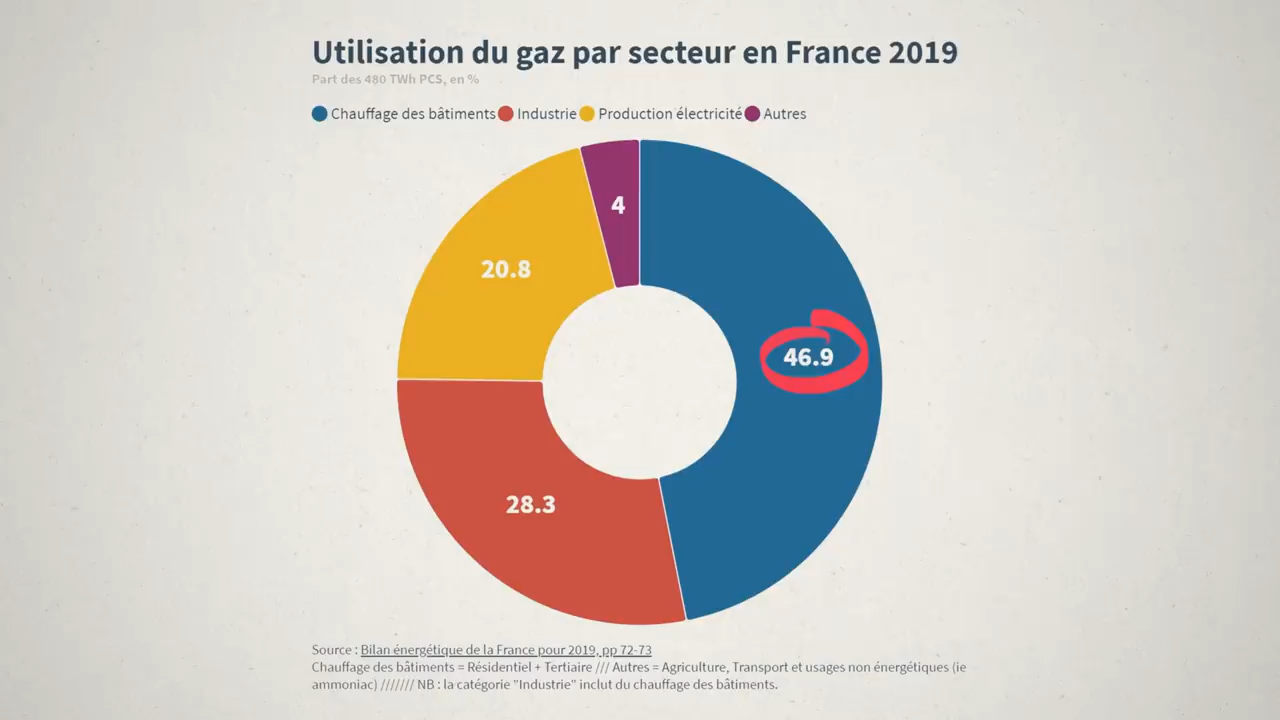 Utilisation du gaz par secteur en France 2019
Part des 480 TWh PCS, en %
Chauffage des bâtiments Industrie Production électricité Autres
4
20.8
46.9
28.3
Source : Bilan énergétique de la France pour 2019, pp 72-73
Chauffage des bâtiments = Résidentiel + Tertiaire /// Autres = Agriculture, Transport et usages non énergétiques (ie
ammoniac) /////// NB : la catégorie "Industrie" inclut du chauffage des bâtiments.